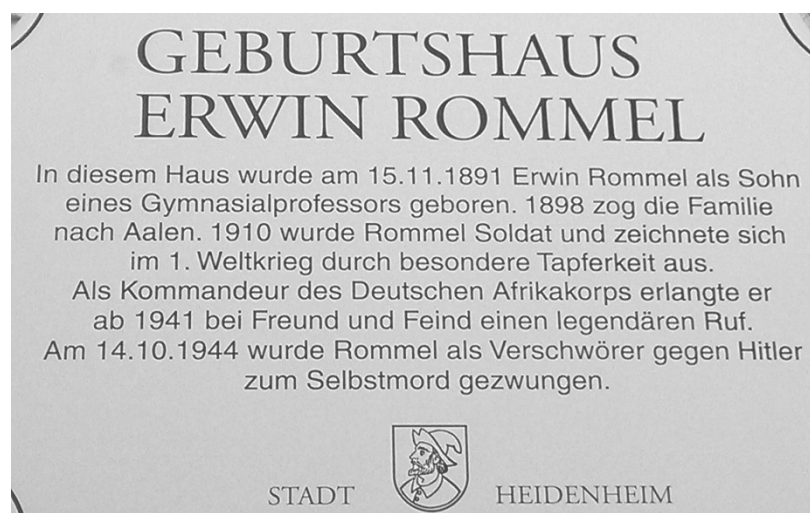 GEBURTSHAUS
ERWIN ROMMEL
In diesem Haus wurde am 15.11.1891 Erwin Rommel als Sohn
eines Gymnasialprofessors geboren. 1898 zog die Familie
nach Aalen. 1910 wurde Rommel Soldat und zeichnete sich
im 1. Weltkrieg durch besondere Tapferkeit aus.
Als Kommandeur des Deutschen Afrikakorps erlangte er
ab 1941 bei Freund und Feind einen legendären Ruf.
Am 14.10.1944 wurde Rommel als Verschwörer gegen Hitler
zum Selbstmord gezwungen.
STADT HEIDENHEIM